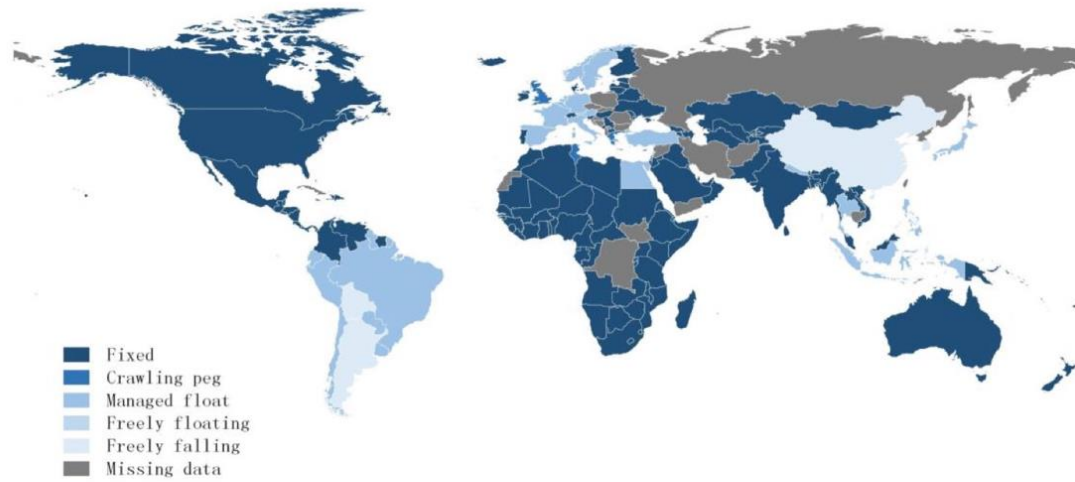 Fixed
Crawling peg
Managed float
Freely floating
Freely falling
Missing data